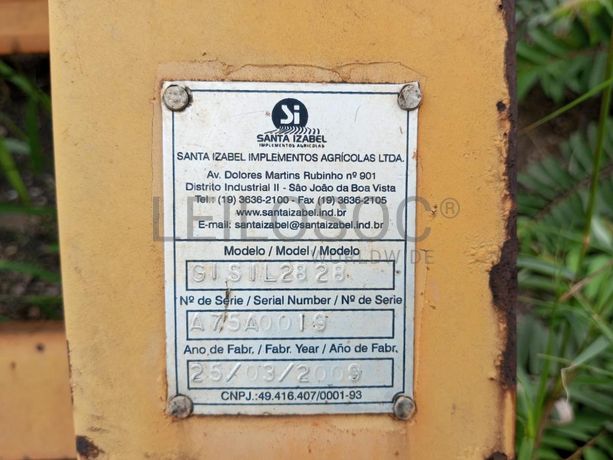 Si
SANTA IZABEL
IMPLEMENTOS AGRÍCOLAS
SANTA IZABEL IMPLEMENTOS AGRÍCOLAS LTDA.
Av. Dolores Martins Rubinho nº 901
Distrito Industrial II - São João da Boa Vista
Tel.: (19) 3636-2100 - Fax (19) 3636-2105
www.santaizabel.ind.br
E-mail: santaizabel@santaizabel.ind.br
LEILOSOC®
WORLDWIDE
Modelo / Model / Modelo
SISIL2828
Nº de Série / Serial Number / Nº de Serie
A75A0019
Ano de Fabr. / Fabr. Year / Año de Fabr.
25/03/2009
CNPJ.:49.416.407/0001-93